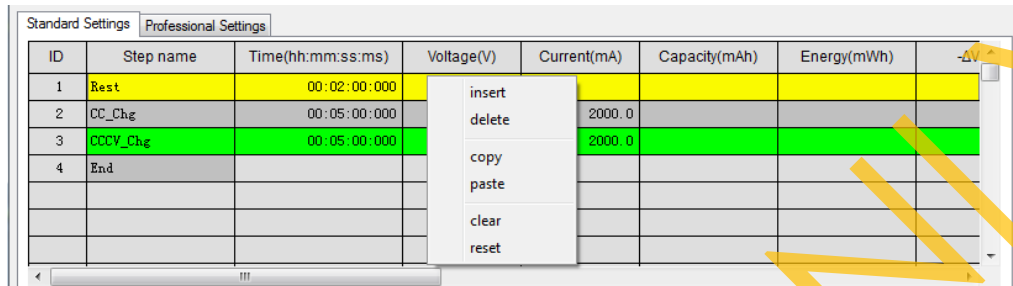 Standard Settings Professional Settings
ID Step name Time(hh:mm:ss:ms) Voltage(V) Current(mA) Capacity(mAh) Energy(mWh) -ΔV
1 Rest 00:02:00:000
insert
2 CC_Chg 00:05:00:000 2000.0
delete
3 CCCV_Chg 00:05:00:000 2000.0
copy
4 End
paste
clear
reset